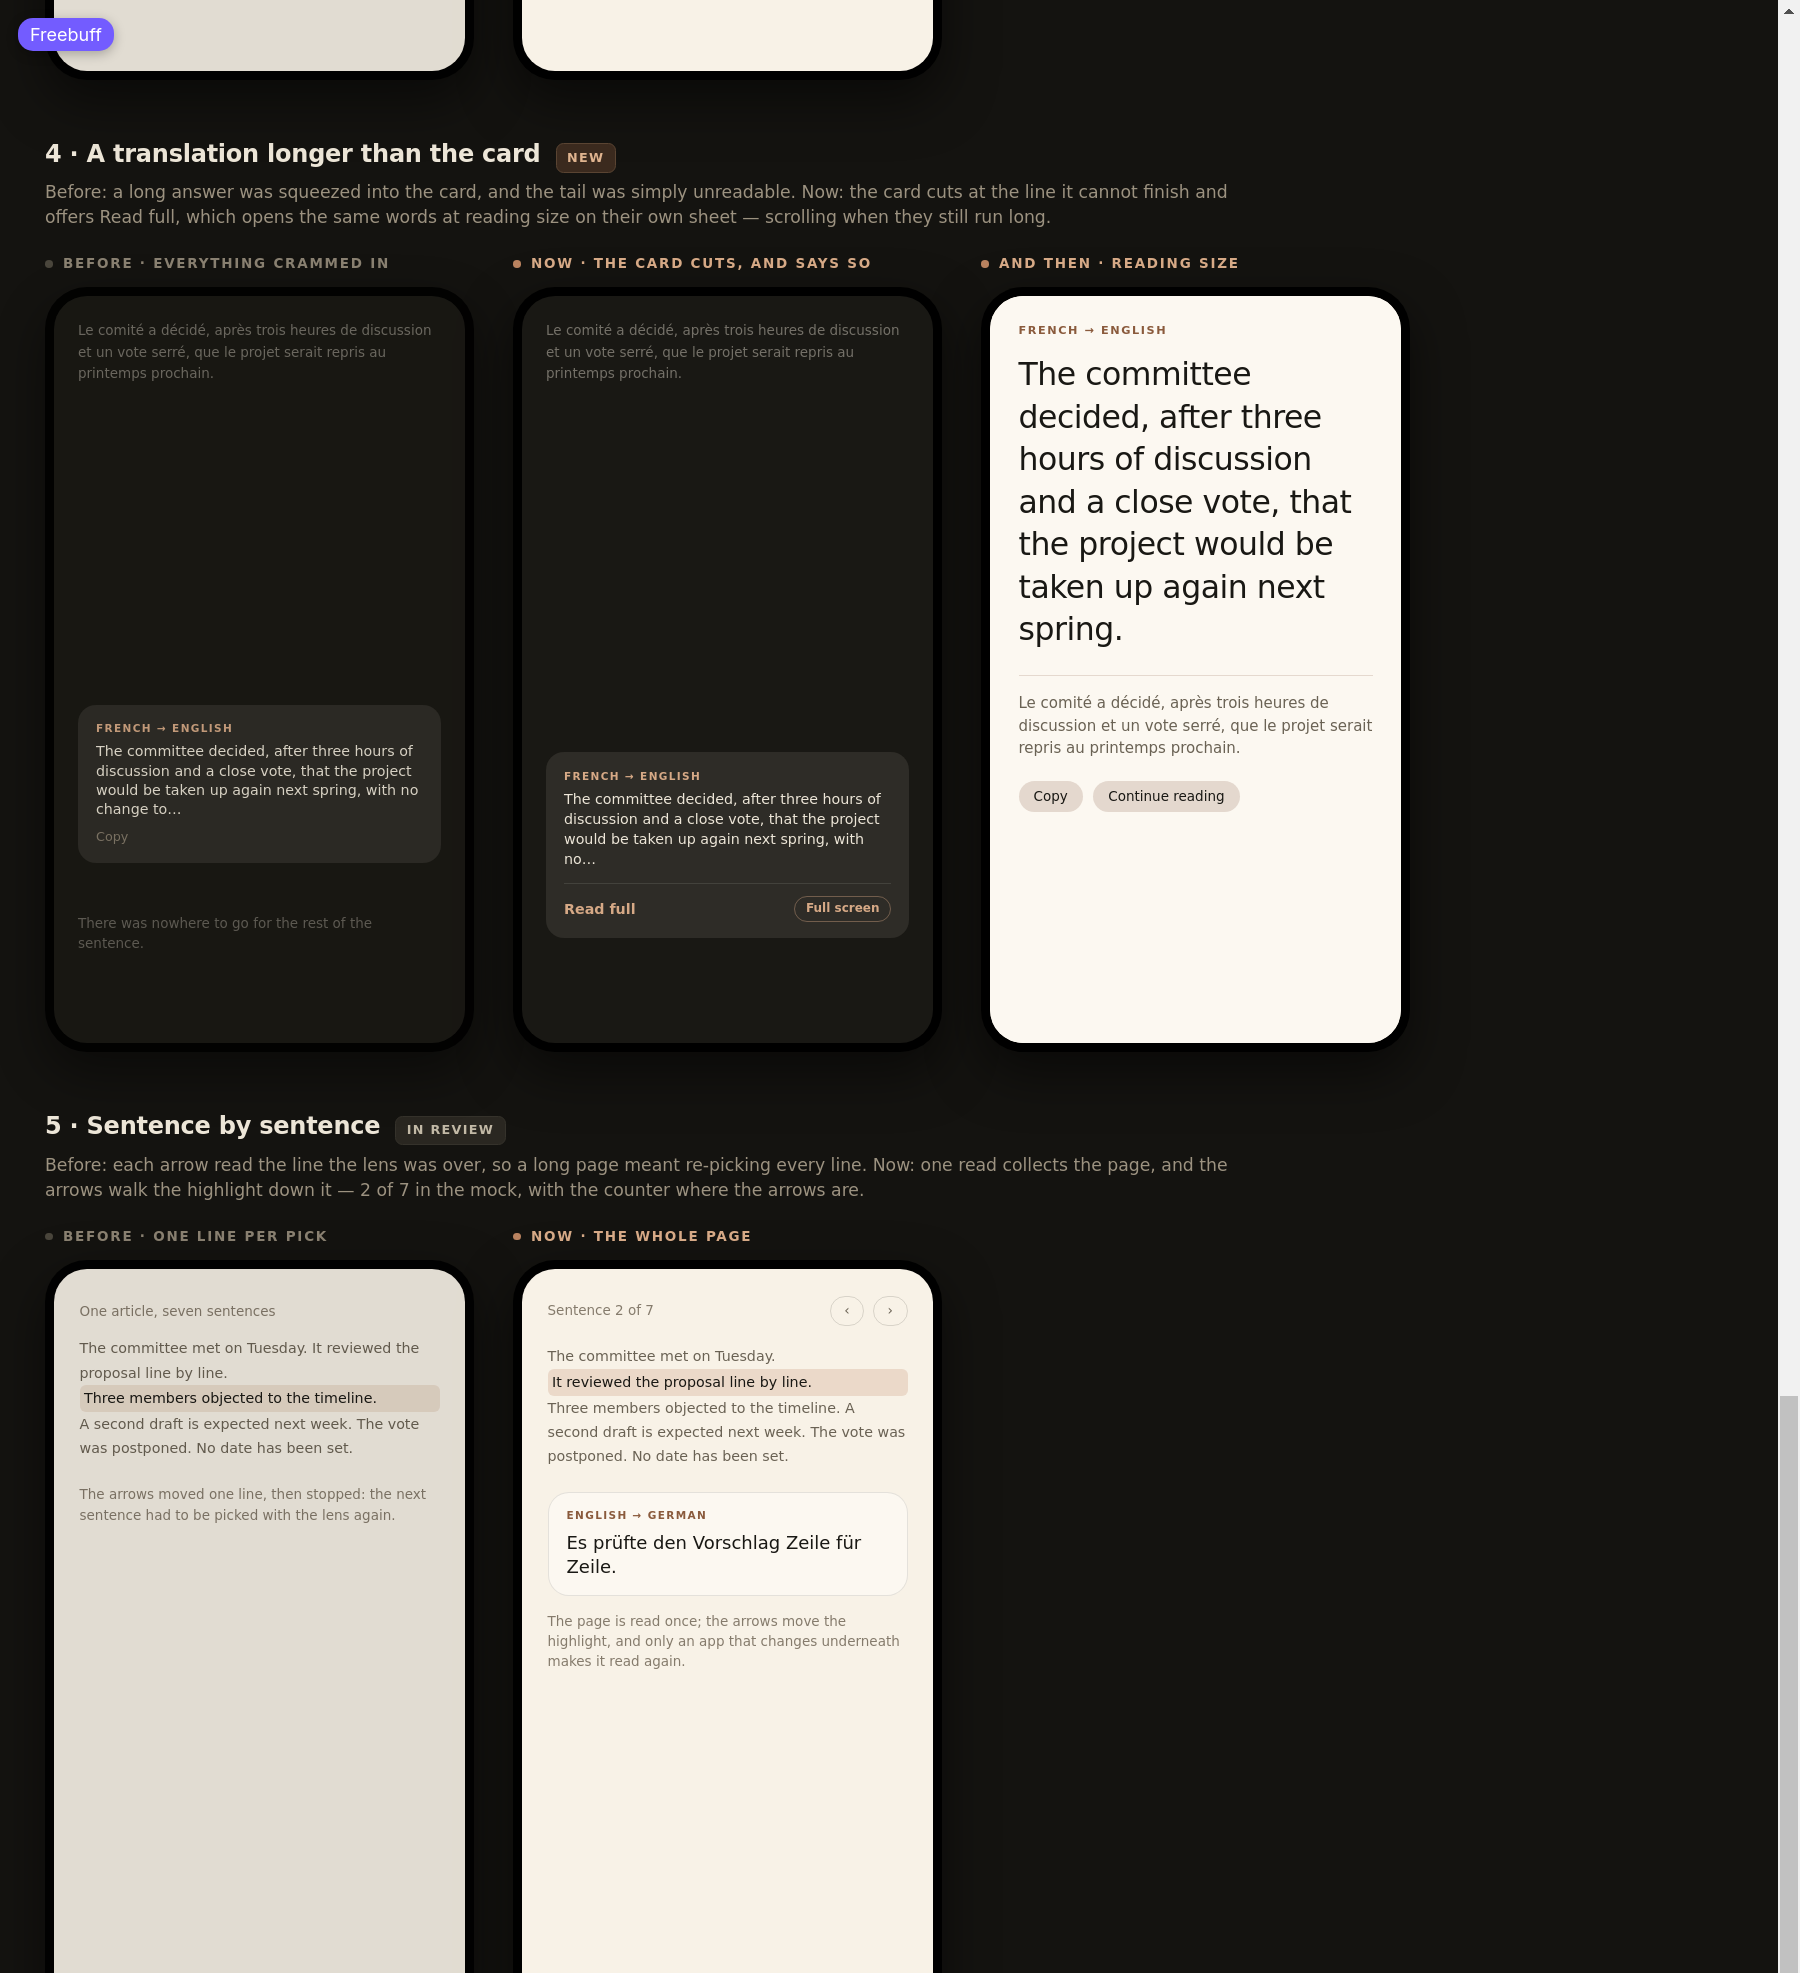 Freebuff
4 · A translation longer than the card NEW
Before: a long answer was squeezed into the card, and the tail was simply unreadable. Now: the card cuts at the line it cannot finish and
offers Read full, which opens the same words at reading size on their own sheet — scrolling when they still run long.
BEFORE · EVERYTHING CRAMMED IN
Le comité a décidé, après trois heures de discussion
et un vote serré, que le projet serait repris au
printemps prochain.
FRENCH → ENGLISH
The committee decided, after three hours of
discussion and a close vote, that the project
would be taken up again next spring, with no
change to…
Copy
There was nowhere to go for the rest of the
sentence.
NOW · THE CARD CUTS, AND SAYS SO
Le comité a décidé, après trois heures de discussion
et un vote serré, que le projet serait repris au
printemps prochain.
FRENCH → ENGLISH
The committee decided, after three hours of
discussion and a close vote, that the project
would be taken up again next spring, with
no…
Read full Full screen
AND THEN · READING SIZE
FRENCH → ENGLISH
The committee
decided, after three
hours of discussion
and a close vote, that
the project would be
taken up again next
spring.
Le comité a décidé, après trois heures de
discussion et un vote serré, que le projet serait
repris au printemps prochain.
Copy Continue reading
5 · Sentence by sentence IN REVIEW
Before: each arrow read the line the lens was over, so a long page meant re-picking every line. Now: one read collects the page, and the
arrows walk the highlight down it — 2 of 7 in the mock, with the counter where the arrows are.
BEFORE · ONE LINE PER PICK
One article, seven sentences
The committee met on Tuesday. It reviewed the
proposal line by line.
Three members objected to the timeline.
A second draft is expected next week. The vote
was postponed. No date has been set.
The arrows moved one line, then stopped: the next
sentence had to be picked with the lens again.
NOW · THE WHOLE PAGE
Sentence 2 of 7 ‹ ›
The committee met on Tuesday.
It reviewed the proposal line by line.
Three members objected to the timeline. A
second draft is expected next week. The vote was
postponed. No date has been set.
ENGLISH → GERMAN
Es prüfte den Vorschlag Zeile für
Zeile.
The page is read once; the arrows move the
highlight, and only an app that changes underneath
makes it read again.